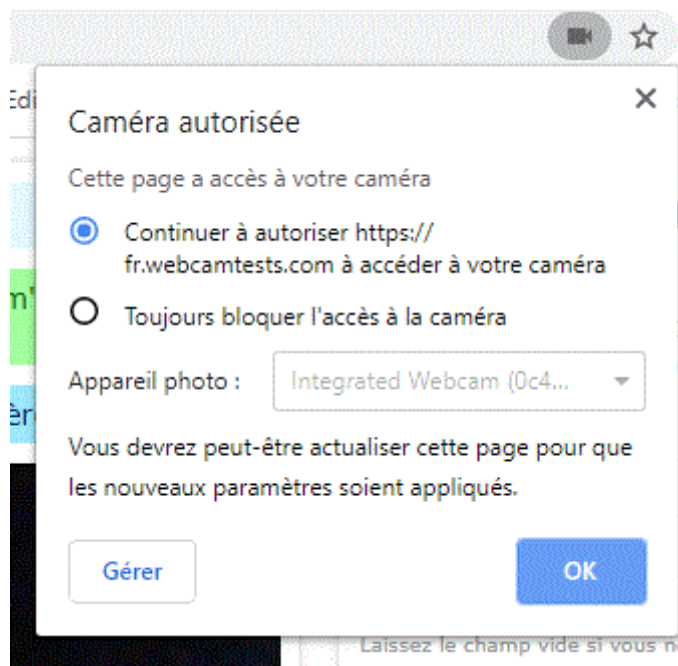 Edi
Caméra autorisée
Cette page a accès à votre caméra
Continuer à autoriser https://
fr.webcamtests.com à accéder à votre caméra
m'
Toujours bloquer l'accès à la caméra
Appareil photo :
Integrated Webcam (0c4...
èr
Vous devrez peut-être actualiser cette page pour que
les nouveaux paramètres soient appliqués.
Gérer
OK
Laissez le champ vide si vous n